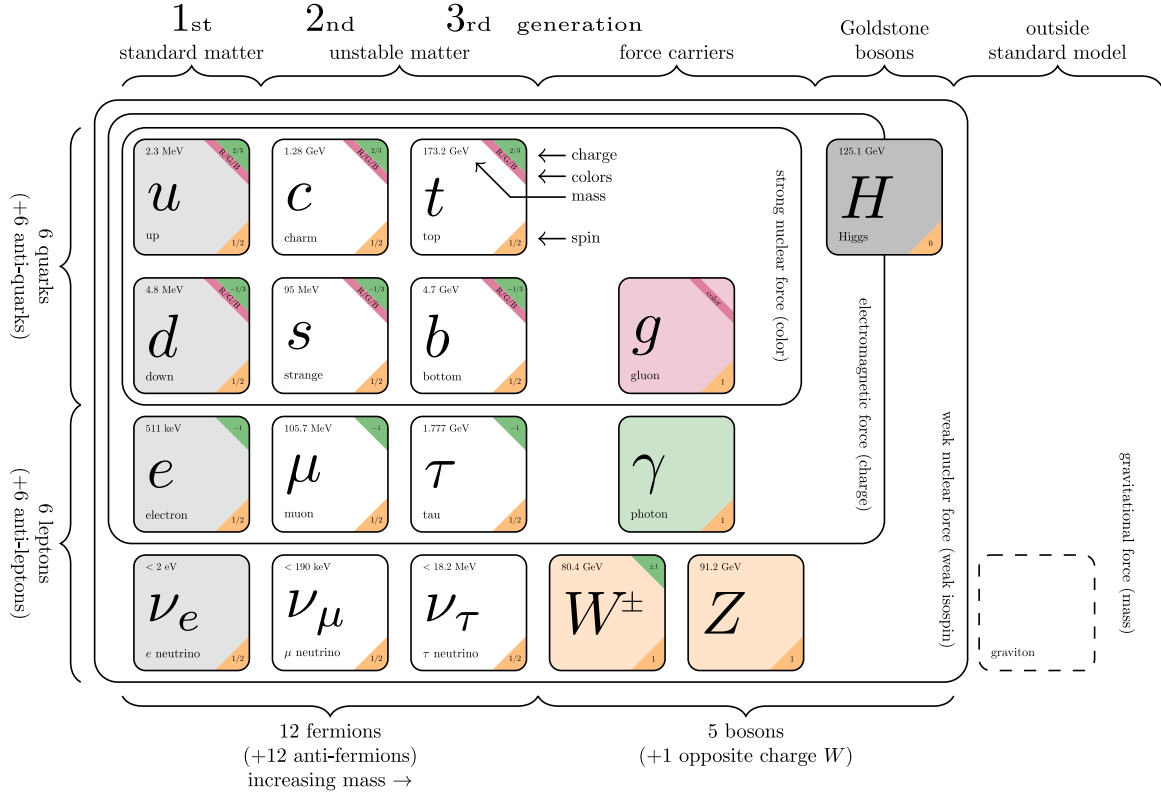 1st 2nd 3rd generation
standard matter
unstable matter
force carriers
Goldstone
bosons
outside
standard model
6 quarks
(+6 anti-quarks)
6 leptons
(+6 anti-leptons)
2.3 MeV
2/3
R/G/B
u
up
1/2
1.28 GeV
2/3
R/G/B
c
charm
1/2
173.2 GeV
2/3
R/G/B
t
top
1/2
charge
colors
mass
spin
strong nuclear force (color)
125.1 GeV
H
Higgs
0
4.8 MeV
−1/3
R/G/B
d
down
1/2
95 MeV
−1/3
R/G/B
s
strange
1/2
4.7 GeV
−1/3
R/G/B
b
bottom
1/2
color
g
gluon
1
electromagnetic force (charge)
511 keV
−1
e
electron
1/2
105.7 MeV
−1
μ
muon
1/2
1.777 GeV
−1
τ
tau
1/2
γ
photon
1
weak nuclear force (weak isospin)
gravitational force (mass)
< 2 eV
νe
e neutrino
1/2
< 190 keV
νμ
μ neutrino
1/2
< 18.2 MeV
ντ
τ neutrino
1/2
80.4 GeV
±1
W±
1
91.2 GeV
Z
1
graviton
12 fermions
(+12 anti-fermions)
increasing mass →
5 bosons
(+1 opposite charge W)